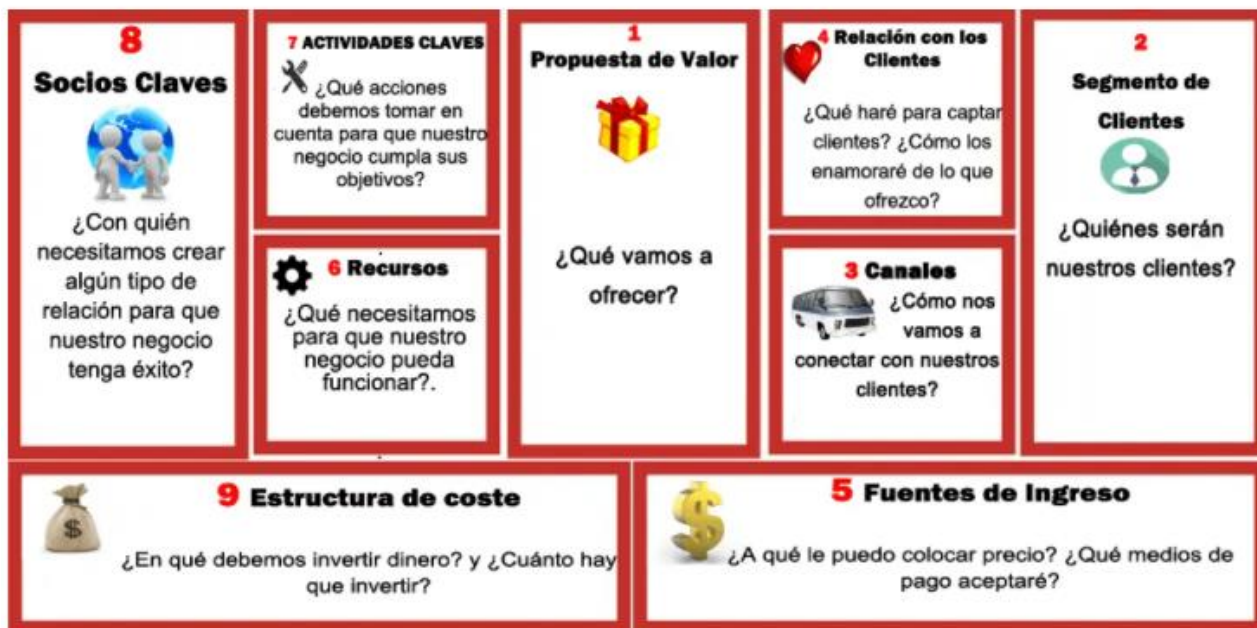 8
Socios Claves
¿Con quién
necesitamos crear
algún tipo de
relación para que
nuestro negocio
tenga éxito?
7 ACTIVIDADES CLAVES
¿Qué acciones
debemos tomar en
cuenta para que nuestro
negocio cumpla sus
objetivos?
6 Recursos
¿Qué necesitamos
para que nuestro
negocio pueda
funcionar?.
1
Propuesta de Valor
¿Qué vamos a
ofrecer?
4 Relación con los
Clientes
¿Qué haré para captar
clientes? ¿Cómo los
enamoraré de lo que
ofrezco?
3 Canales
¿Cómo nos
vamos a
conectar con nuestros
clientes?
2
Segmento de
Clientes
¿Quiénes serán
nuestros clientes?
9 Estructura de coste
$
¿En qué debemos invertir dinero? y ¿Cuánto hay
que invertir?
5 Fuentes de Ingreso
$
¿A qué le puedo colocar precio? ¿Qué medios de
pago aceptaré?